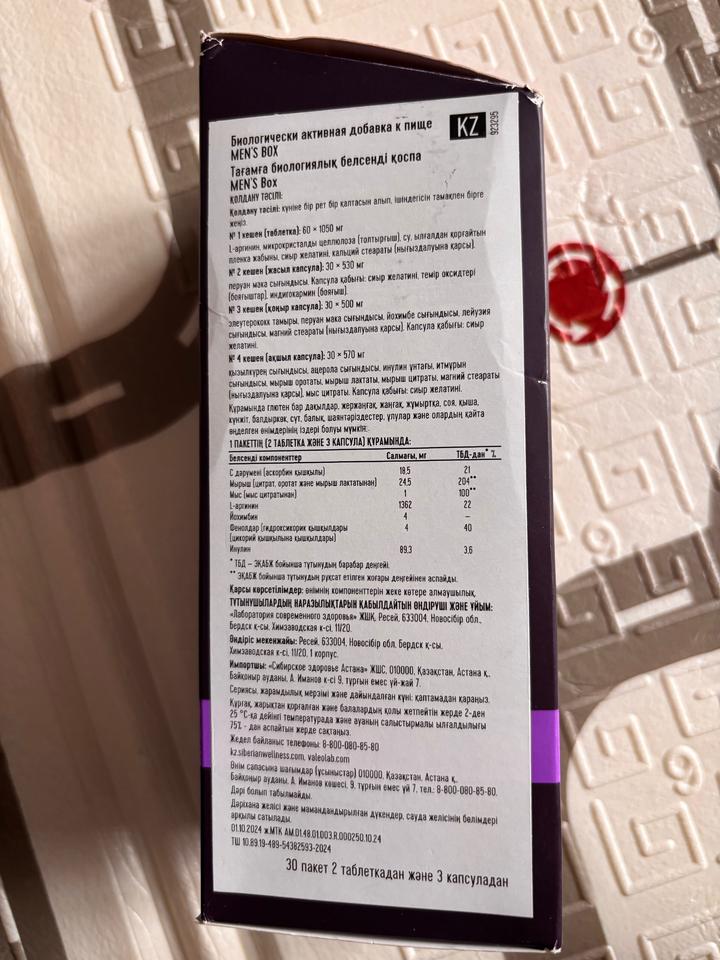 Биологически активная добавка к пище
MEN'S BOX
KZ
923295
Тағамға биологиялық белсенді қоспа
MEN'S Box
ҚОЛДАНУ ТӘСІЛІ:
Қолдану тәсілі: күніне бір рет бір қалтасын алып, ішіндегісін тамақпен бірге
жеңіз.
№ 1 кешен (таблетка): 60 × 1050 мг
L-аргинин, микрокристалды целлюлоза (толтырғыш), су, ылғалдан қорғайтын
пленка жабыны, сиыр желатині, кальций стеараты (нығыздалуына қарсы).
№ 2 кешен (жасыл капсула): 30 × 530 мг
перуан мака сығындысы. Капсула қабығы: сиыр желатині, темір оксидтері
(бояғыштар), индигокармин (бояғыш).
№ 3 кешен (қоңыр капсула): 30 × 500 мг
элеутерококк тамыры, перуан мака сығындысы, йохимбе сығындысы, лейузия
сығындысы, магний стеараты (нығыздалуына қарсы). Капсула қабығы: сиыр
желатині.
№ 4 кешен (ақшыл капсула): 30 × 570 мг
қызылкүрең сығындысы, ацерола сығындысы, инулин ұнтағы, итмұрын
сығындысы, мырыш оротаты, мырыш лактаты, мырыш цитраты, магний стеараты
(нығыздалуына қарсы), мыс цитраты. Капсула қабығы: сиыр желатині.
Құрамында глютен бар дақылдар, жержаңғақ, жаңғақ, жұмыртқа, соя, қыша,
күнжіт, балдыркөк, сүт, балық, шаянтәріздестер, ұлулар және олардың қайта
өңделген өнімдерінің іздері болуы мүмкін.
1 ПАКЕТТІҢ (2 ТАБЛЕТКА ЖӘНЕ 3 КАПСУЛА) ҚҰРАМЫНДА:
Белсенді компоненттер Салмағы, мг ТБД-дан* %
С дәрумені (аскорбин қышқылы) 18,5 21
Мырыш (цитрат, оротат және мырыш лактатынан) 24,5 204**
Мыс (мыс цитратынан) 1 100**
L-аргинин 1362 22
Йохимбин 4 –
Фенолдар (гидроксикорик қышқылдары 4 40
(цикорий қышқылына қышқылдары)
Инулин 89,3 3.6
* ТБД – ЭҚАБЖ бойынша тұтынудың барабар деңгейі.
** ЭҚАБЖ бойынша тұтынудың рұқсат етілген жоғары деңгейінен аспайды.
Қарсы көрсетілімдер: өнімнің компоненттерін жеке көтере алмаушылық.
ТҰТЫНУШЫЛАРДЫҢ НАРАЗЫЛЫҚТАРЫН ҚАБЫЛДАЙТЫН ӨНДІРУШІ ЖӘНЕ ҰЙЫМ:
«Лаборатория современного здоровья» ЖШҚ, Ресей, 633004, Новосібір обл.,
Бердск қ-сы, Химзаводская к-сі, 11/20.
Өндіріс мекенжайы: Ресей, 633004, Новосібір обл. Бердск қ-сы.
Химзаводская к-сі, 11/20, 1 корпус.
Импортшы: «Сибирское здоровье Астана» ЖШС, 010000, Қазақстан, Астана қ.,
Байқоңыр ауданы, А. Иманов к-сі 9, тұрғын емес үй-жай 7.
Сериясы, жарамдылық мерзімі және дайындалған күні: қаптамадан қараңыз.
Құрғақ, жарықтан қорғалған және балалардың қолы жетпейтін жерде 2-ден
25 °С-қа дейінгі температурада және ауаның салыстырмалы ылғалдылығы
75% - дан аспайтын жерде сақтаңыз.
Жедел байланыс телефоны: 8-800-080-85-80
kz.siberianwellness.com, valeolab.com
Өнім сапасына шағымдар (ұсыныстар) 010000, Қазақстан, Астана қ.
Байқоңыр ауданы, А. Иманов көшесі, 9, тұрғын емес үй 7, тел.: 8-800-080-85-80.
Дәрі болып табылмайды.
Дәріхана желісі және мамандандырылған дүкендер, сауда желісінің бөлімдері
арқылы сатылады.
01.10.2024 ж.МТК АМ.01.48.01.003.R.000250.10.24
ТШ 10.89.19-489-54382593-2024
30 пакет 2 таблеткадан және 3 капсуладан